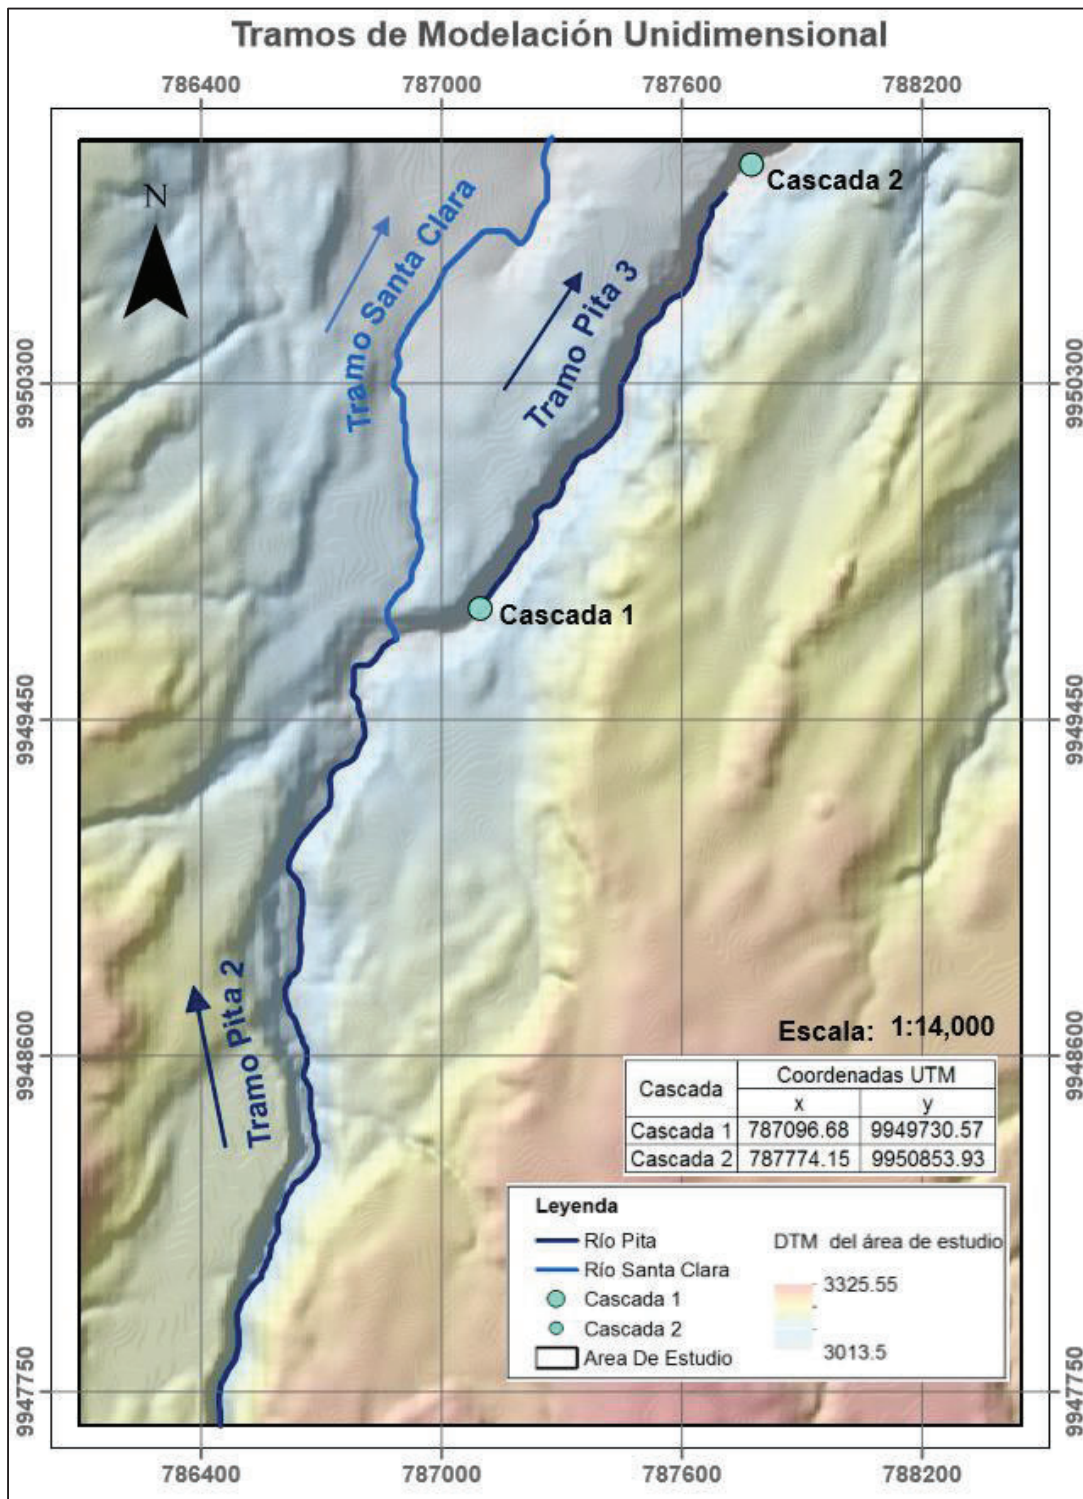 Tramos de Modelación Unidimensional
786400 787000 787600 788200
N
Cascada 2
Tramo Santa Clara
Tramo Pita 3
9950300 9950300
Cascada 1
9949450 9949450
Tramo Pita 2
Escala: 1:14,000
9948600 9948600
Cascada Coordenadas UTM
x y
Cascada 1 787096.68 9949730.57
Cascada 2 787774.15 9950853.93
Leyenda
Río Pita DTM del área de estudio
Río Santa Clara 3325.55
Cascada 1
Cascada 2
Area De Estudio 3013.5
9947750 9947750
786400 787000 787600 788200